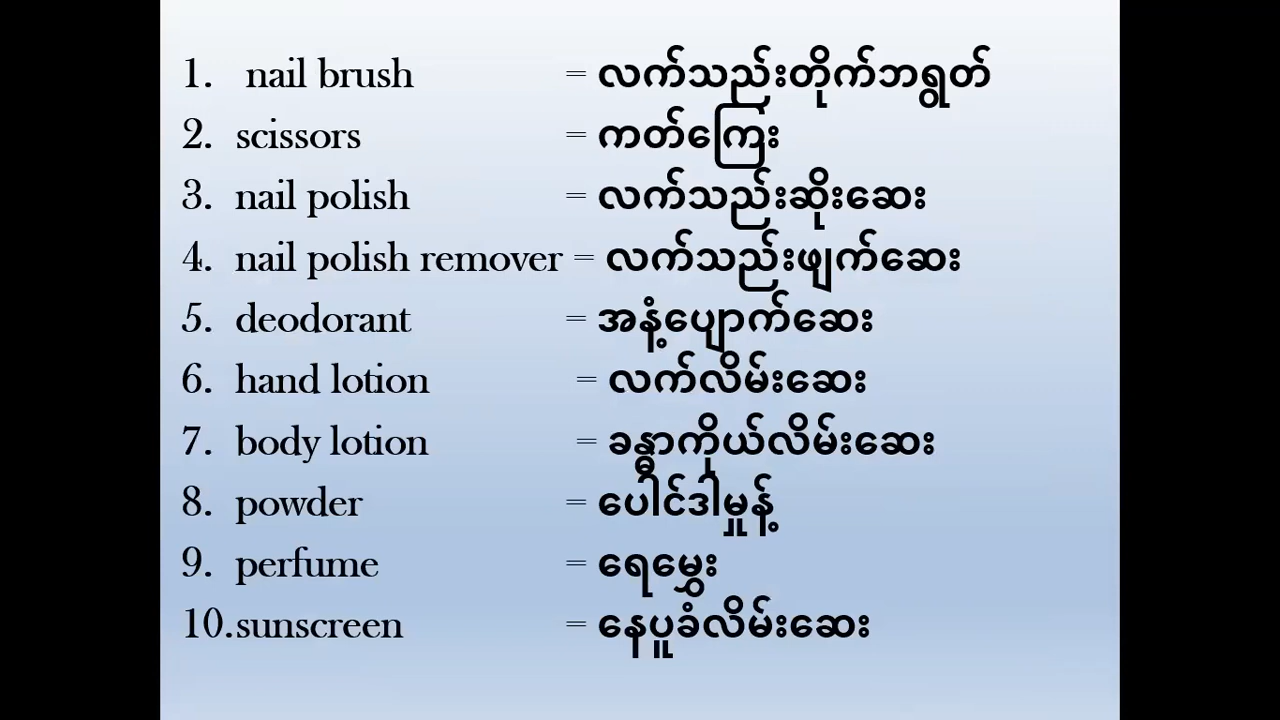 1. nail brush = လက်သည်းတိုက်ဘရွတ်
2. scissors = ကတ်ကြေး
3. nail polish = လက်သည်းဆိုးဆေး
4. nail polish remover = လက်သည်းဖျက်ဆေး
5. deodorant = အနံ့ပျောက်ဆေး
6. hand lotion = လက်လိမ်းဆေး
7. body lotion = ခန္ဓာကိုယ်လိမ်းဆေး
8. powder = ပေါင်ဒါမှုန့်
9. perfume = ရေမွှေး
10. sunscreen = နေပူခံလိမ်းဆေး